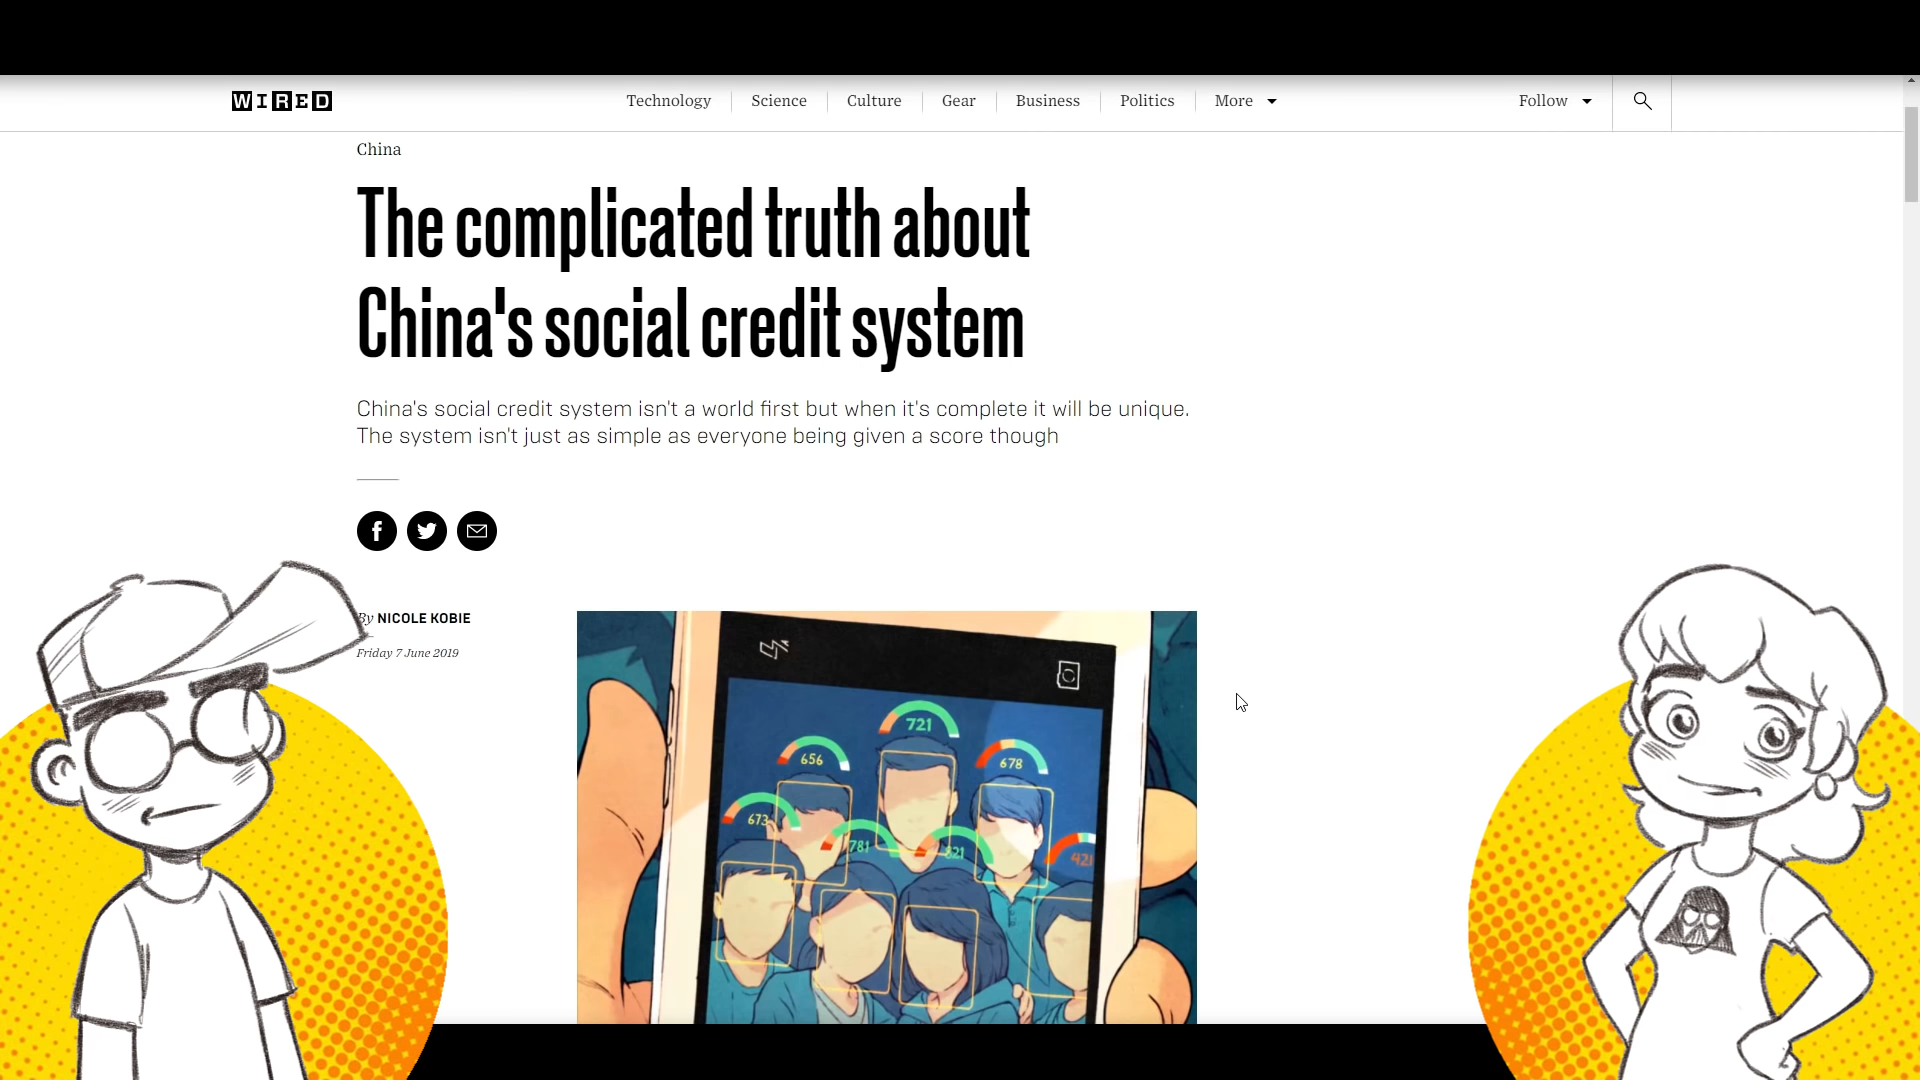 WIRED
Technology
Science
Culture
Gear
Business
Politics
More
Follow
China
The complicated truth about
China's social credit system
China's social credit system isn't a world first but when it's complete it will be unique.
The system isn't just as simple as everyone being given a score though
By NICOLE KOBIE
Friday 7 June 2019
721
656
678
673
781
821
421